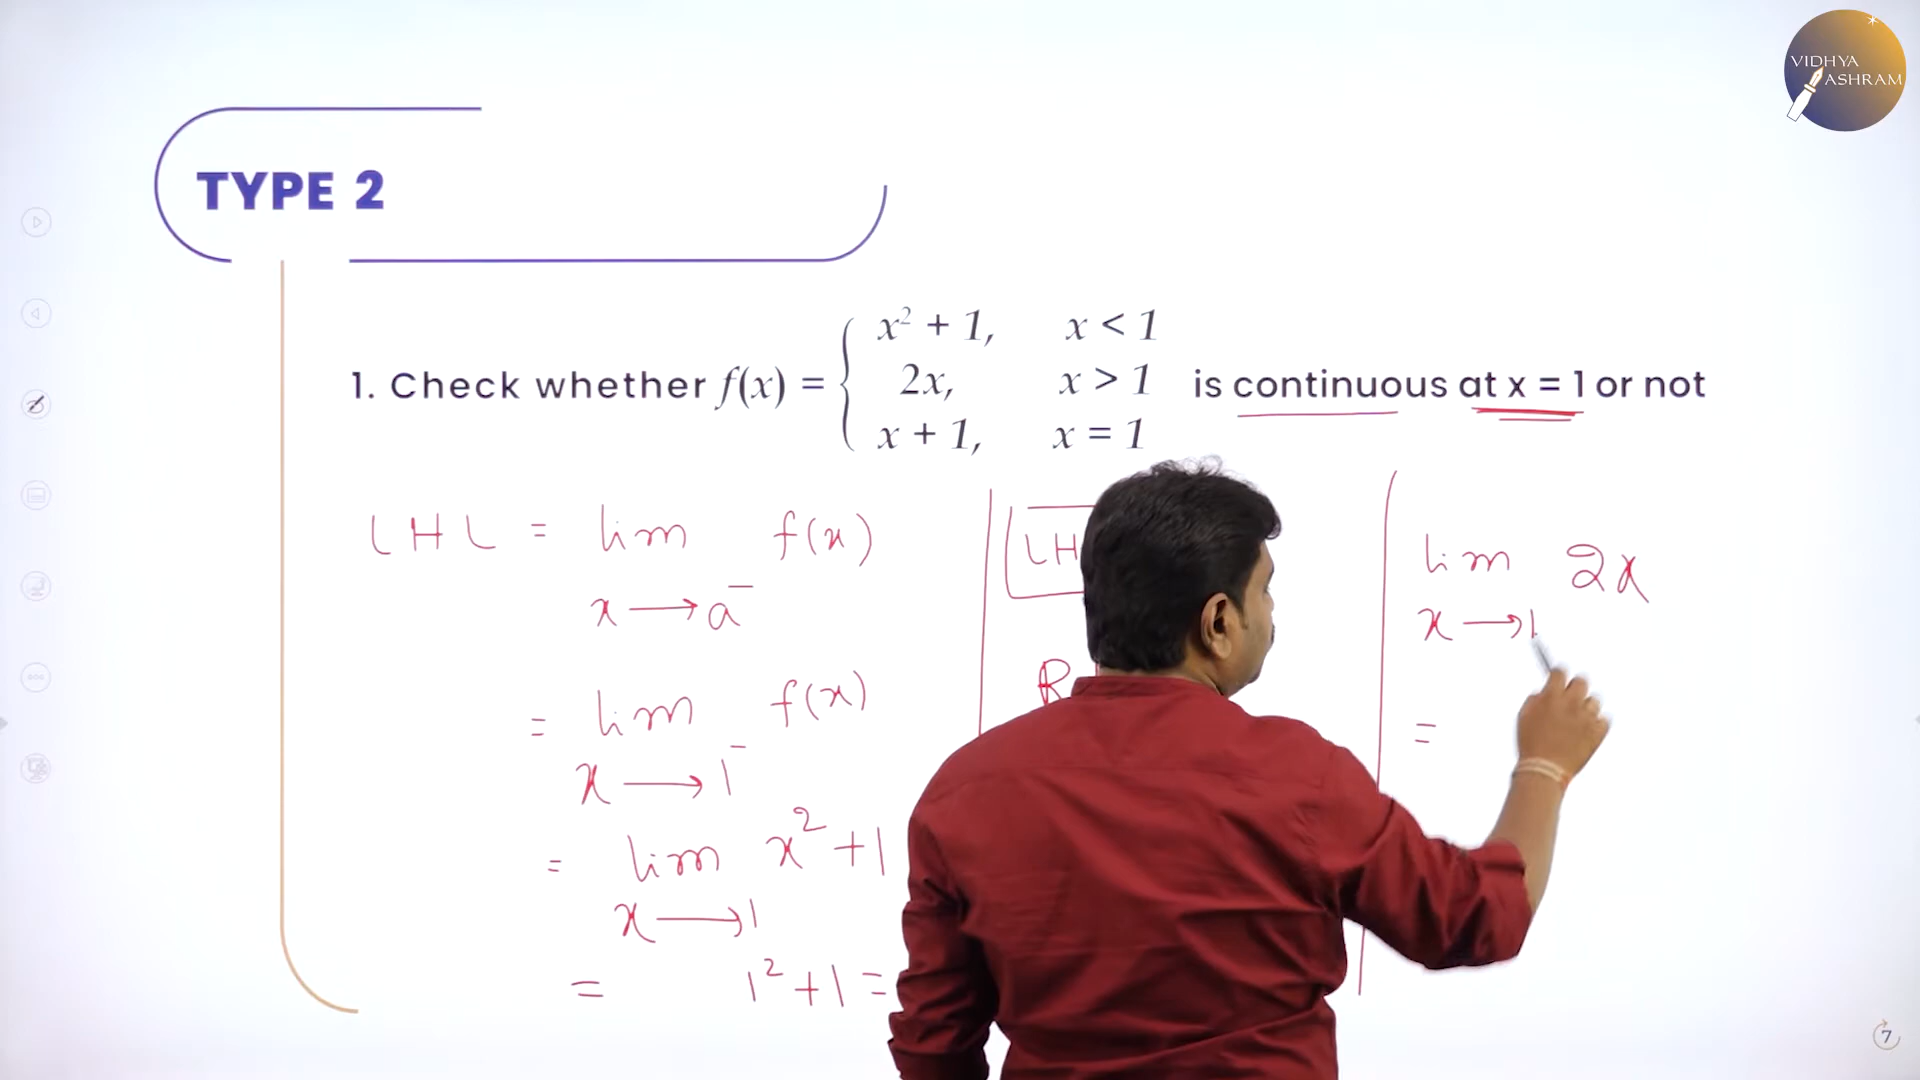 VIDHYA
ASHRAM
TYPE 2
1. Check whether f(x) = { x² + 1, x < 1
2x, x > 1
x + 1, x = 1
is continuous at x = 1 or not
LHL = lim f(x)
x → a⁻
= lim f(x)
x → 1⁻
= lim x² + 1
x → 1
= 1² + 1 =
LH
R
lim 2x
x → 1
=
7